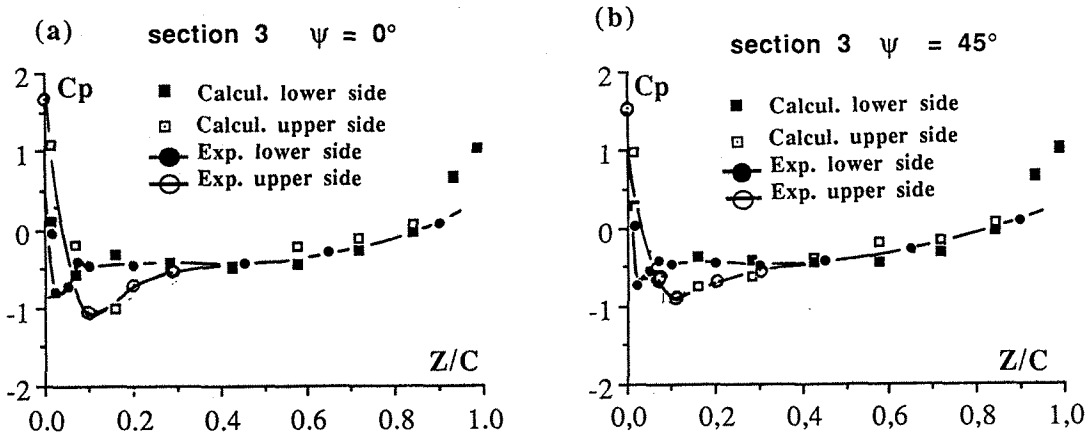 (a)
section 3 ψ = 0°
Cp
Calcul. lower side
Calcul. upper side
Exp. lower side
Exp. upper side
2
1
0
-1
-2
Z/C
0.0 0.2 0.4 0.6 0.8 1.0
(b)
section 3 ψ = 45°
Cp
Calcul. lower side
Calcul. upper side
Exp. lower side
Exp. upper side
2
1
0
-1
-2
Z/C
0,0 0,2 0,4 0,6 0,8 1,0